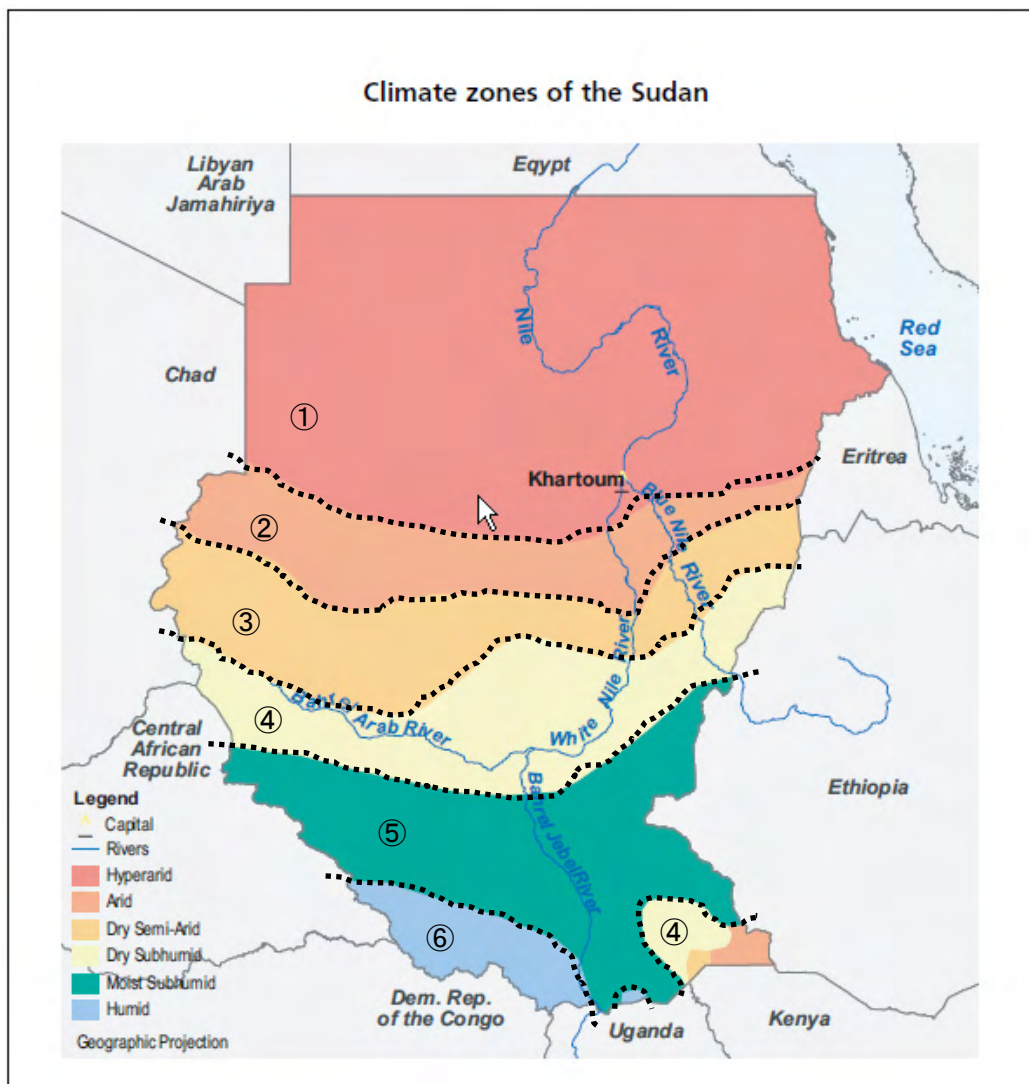 Climate zones of the Sudan
Libyan
Arab
Jamahiriya
Eqypt
Nile
River
Red
Sea
Chad
①
Eritrea
Khartoum
Blue Nile River
②
③
White Nile River
④
Arab River
Central
African
Republic
Ethiopia
Legend
Capital
Rivers
Hyperarid
Arid
Dry Semi-Arid
Dry Subhumid
Moist Subhumid
Humid
Geographic Projection
⑤
Bahrel Jebel River
④
⑥
Dem. Rep.
of the Congo
Uganda
Kenya